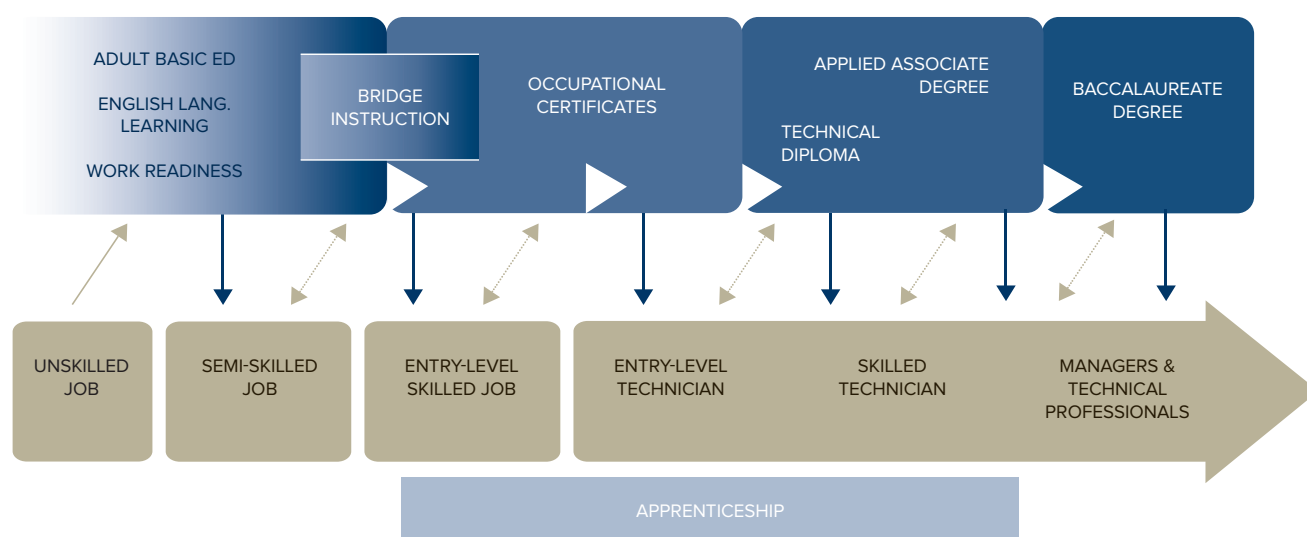 ADULT BASIC ED
ENGLISH LANG.
LEARNING
WORK READINESS
BRIDGE
INSTRUCTION
OCCUPATIONAL
CERTIFICATES
APPLIED ASSOCIATE
DEGREE
TECHNICAL
DIPLOMA
BACCALAUREATE
DEGREE
UNSKILLED
JOB
SEMI-SKILLED
JOB
ENTRY-LEVEL
SKILLED JOB
ENTRY-LEVEL
TECHNICIAN
SKILLED
TECHNICIAN
MANAGERS &
TECHNICAL
PROFESSIONALS
APPRENTICESHIP